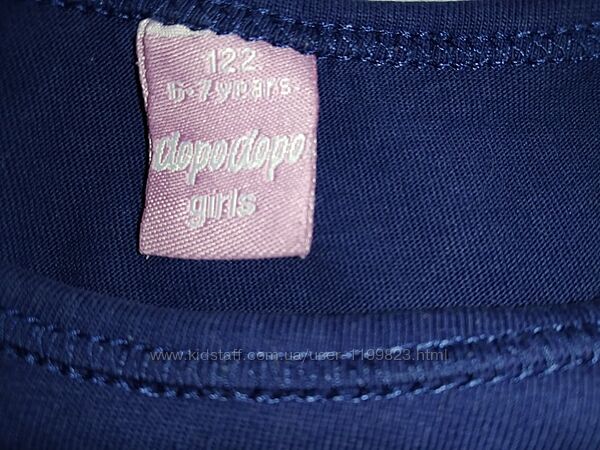 122
6-7 years.
dopodopo
girls
www.kidstaff.com.ua/user-1199823.html